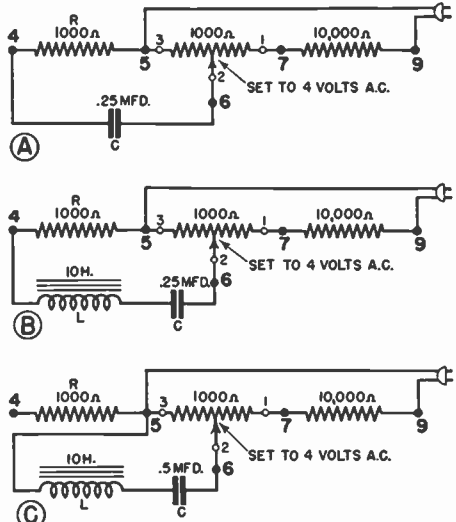 R
1000Ω 1000Ω 10,000Ω
4 5 3 1 7 9
2
6 SET TO 4 VOLTS A.C.
.25 MFD.
C
A
R
1000Ω 1000Ω 10,000Ω
4 5 3 1 7 9
2
6 SET TO 4 VOLTS A.C.
10H. .25 MFD.
L C
B
R
1000Ω 1000Ω 10,000Ω
4 5 3 1 7 9
2
6 SET TO 4 VOLTS A.C.
10H. .5 MFD.
L C
C